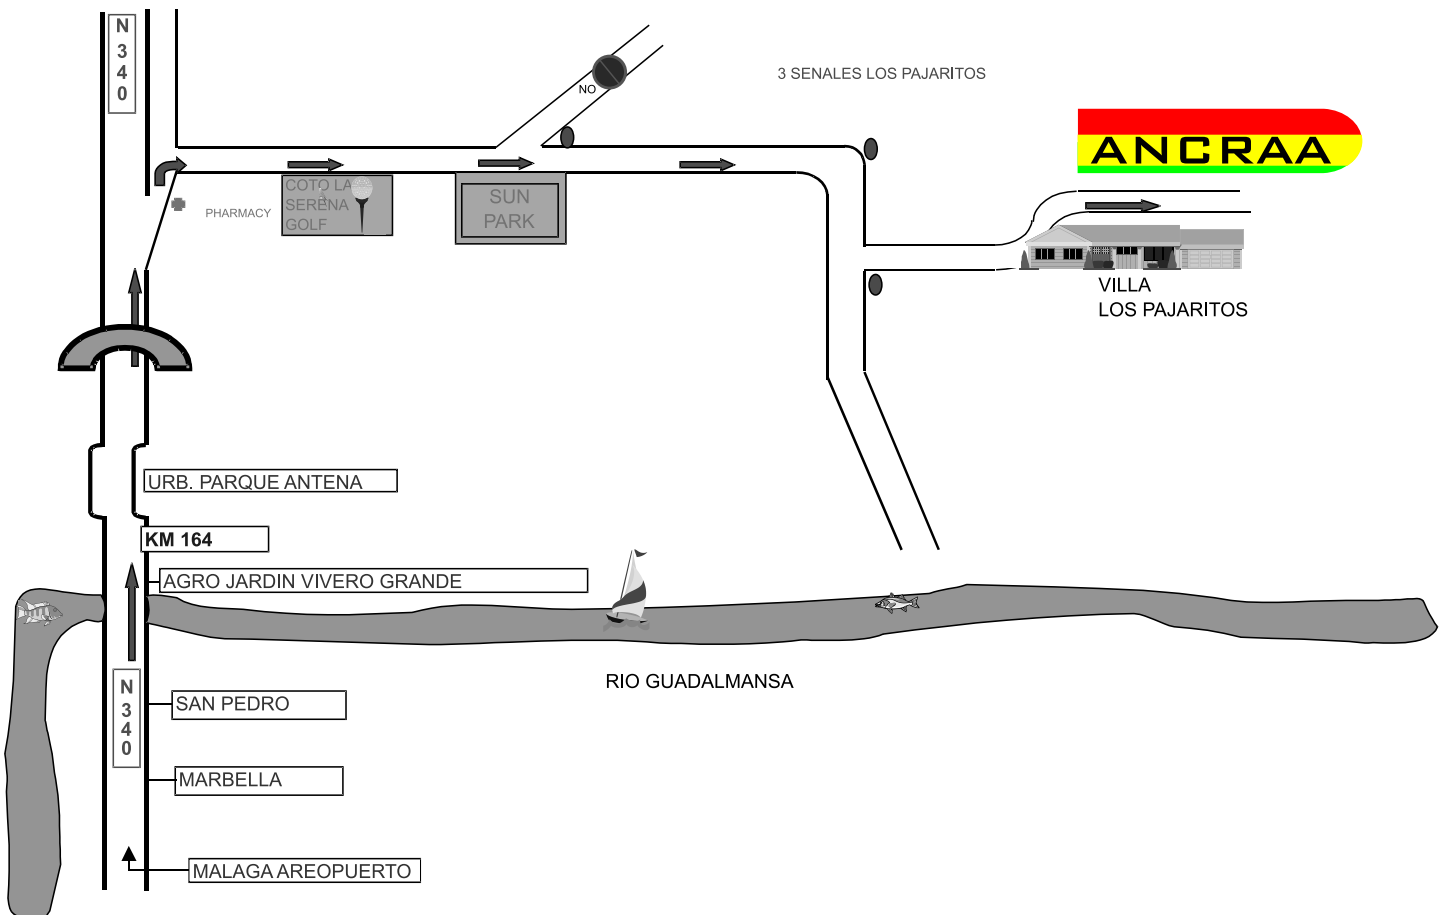 N
3
4
0
NO
3 SENALES LOS PAJARITOS
ANCRAA
PHARMACY
COTO LA
SERENA
GOLF
SUN
PARK
VILLA
LOS PAJARITOS
URB. PARQUE ANTENA
KM 164
AGRO JARDIN VIVERO GRANDE
RIO GUADALMANSA
N
3
4
0
SAN PEDRO
MARBELLA
MALAGA AREOPUERTO